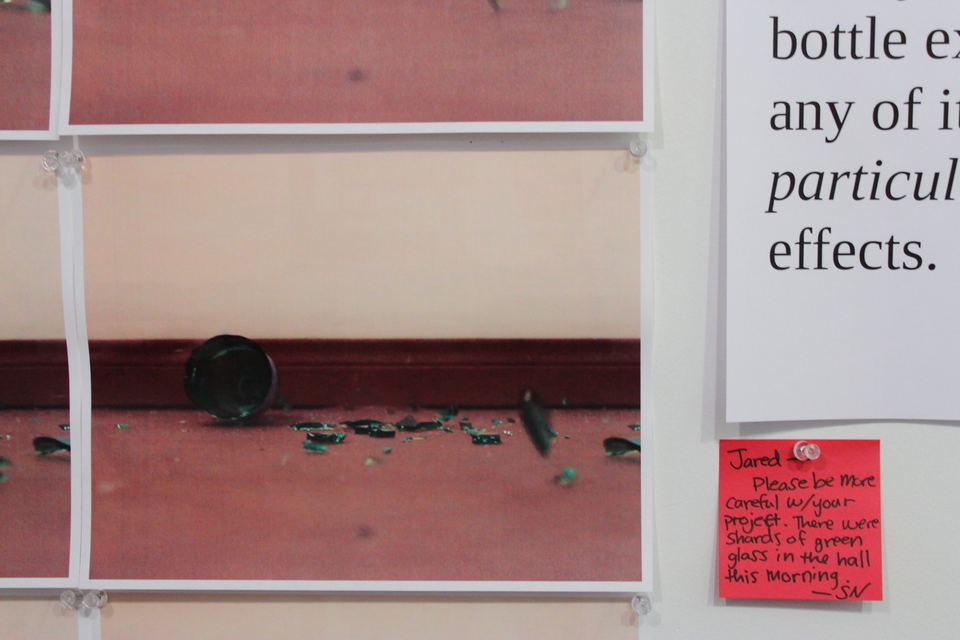 bottle ex
any of it
particul
effects.
Jared -
Please be more
careful w/your
project. There were
shards of green
glass in the hall
this morning.
— SN